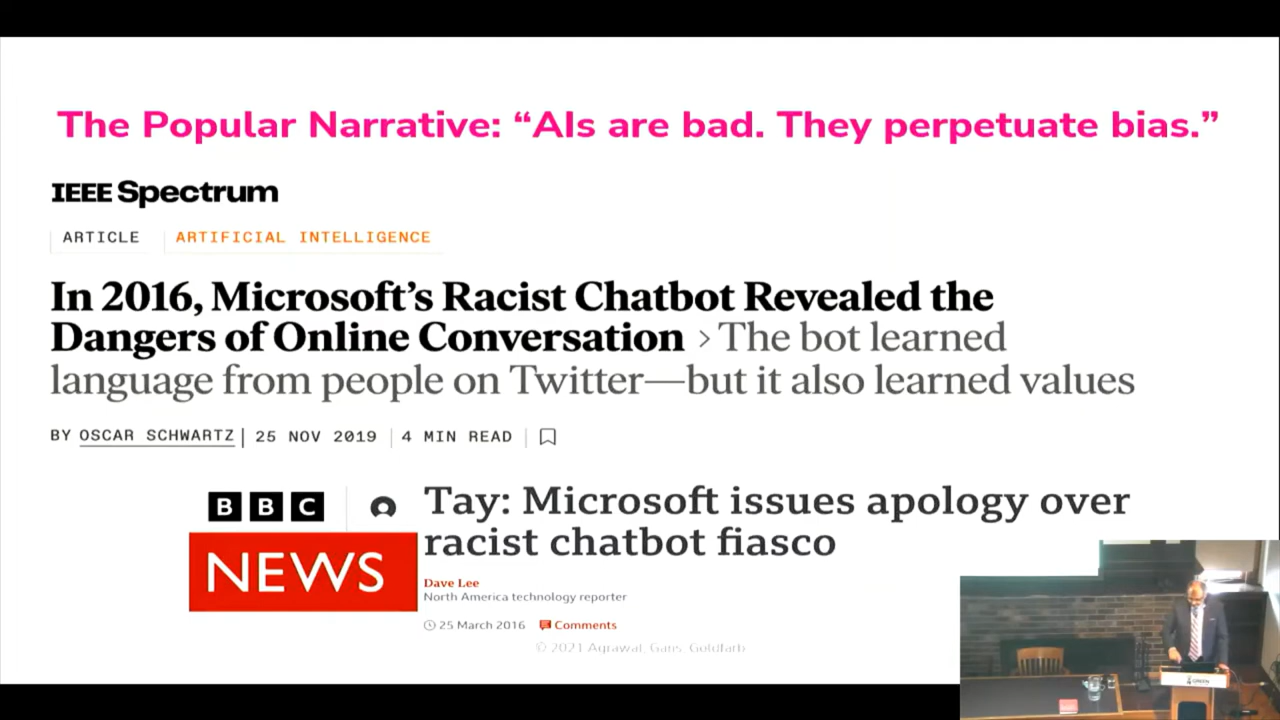 The Popular Narrative: “AIs are bad. They perpetuate bias.”
IEEE Spectrum
ARTICLE ARTIFICIAL INTELLIGENCE
In 2016, Microsoft’s Racist Chatbot Revealed the
Dangers of Online Conversation > The bot learned
language from people on Twitter—but it also learned values
BY OSCAR SCHWARTZ | 25 NOV 2019 | 4 MIN READ
BBC
NEWS
Tay: Microsoft issues apology over
racist chatbot fiasco
Dave Lee
North America technology reporter
25 March 2016 Comments
© 2021 Agrawal, Gans, Goldfarb
GREEN